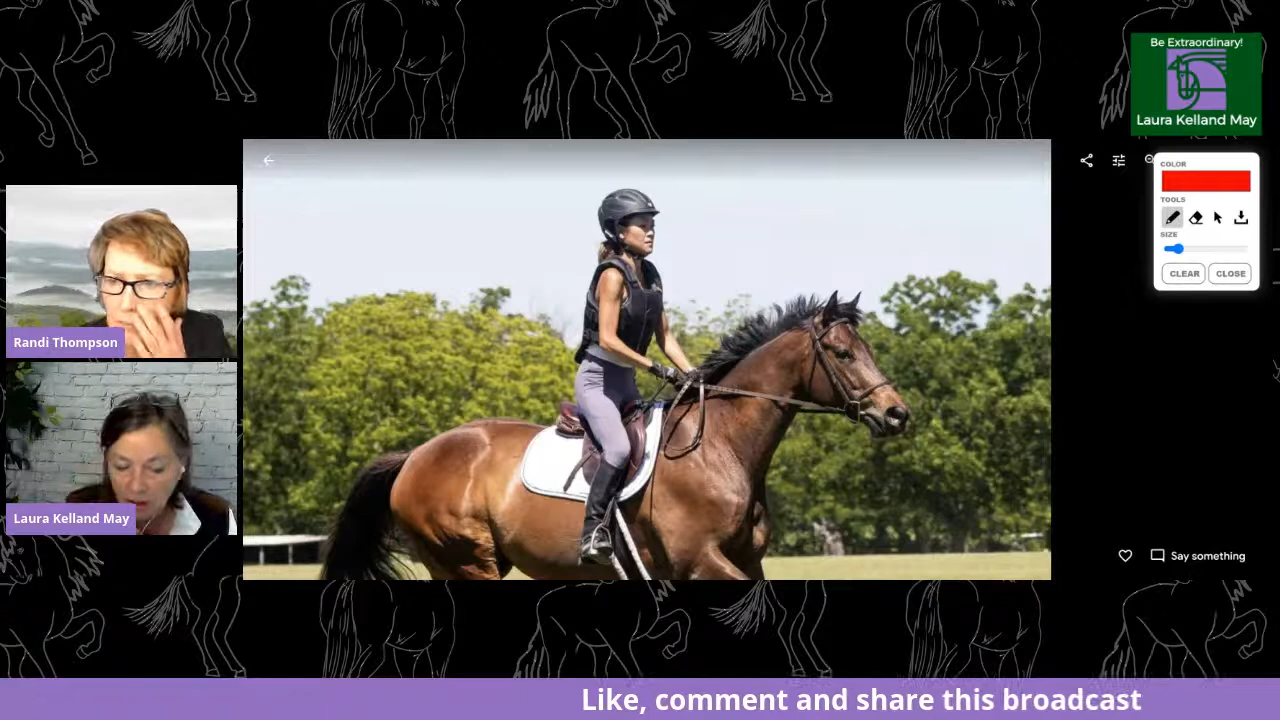 Be Extraordinary!
Laura Kelland May
COLOR
TOOLS
SIZE
CLEAR
CLOSE
Randi Thompson
Laura Kelland May
Say something
Like, comment and share this broadcast